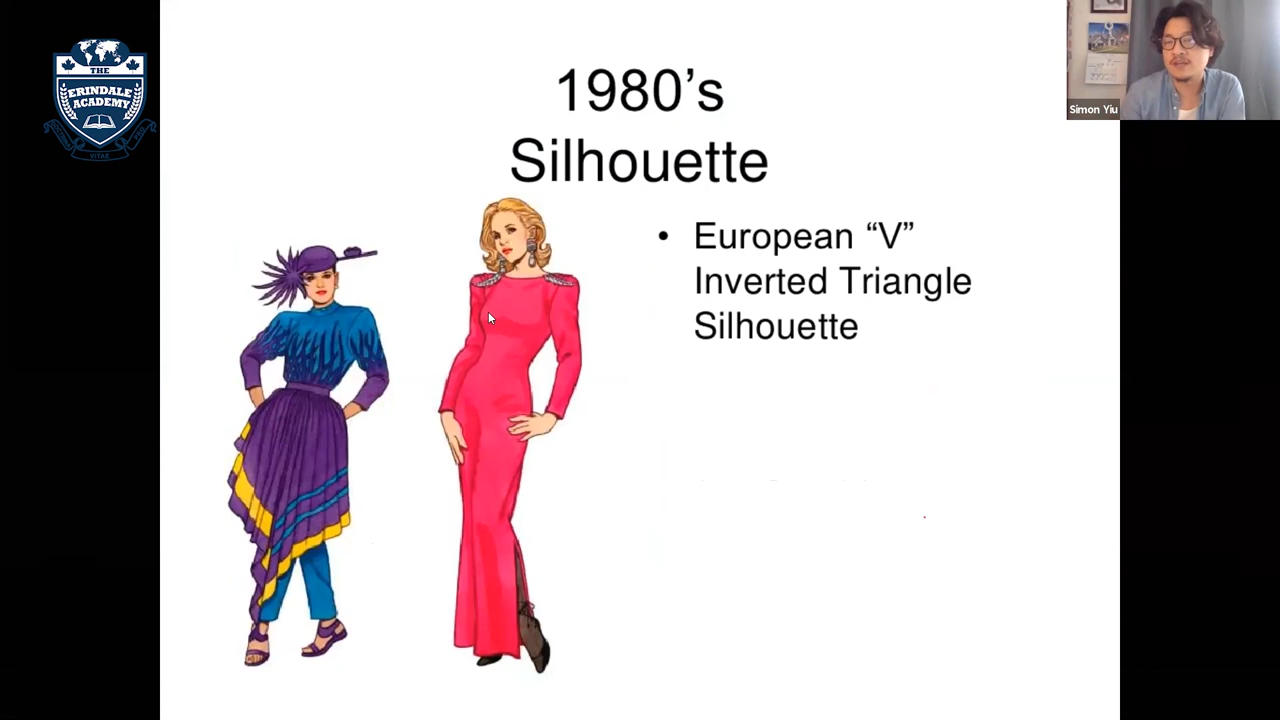 THE
ERINDALE
ACADEMY
VITAE
1980’s
Silhouette
• European “V”
Inverted Triangle
Silhouette
Simon Yiu